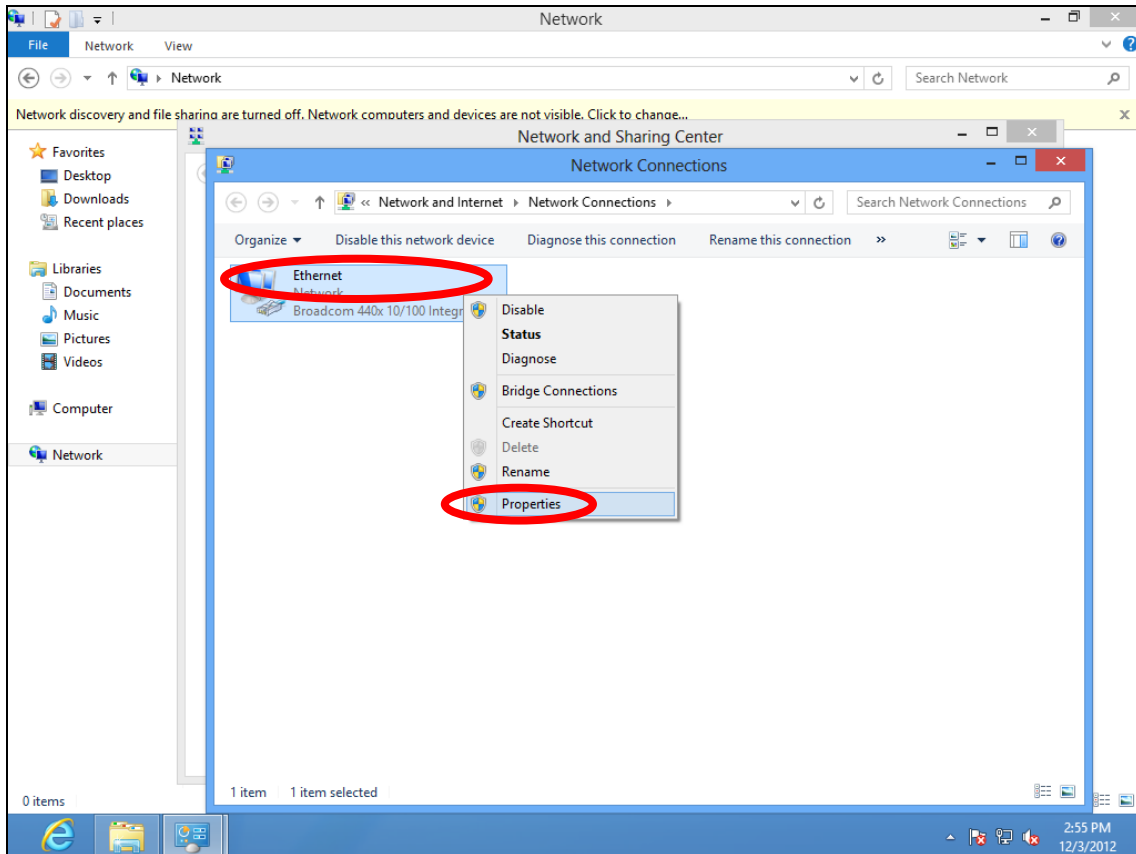 Network
File Network View
Network
Search Network
Network discovery and file sharing are turned off. Network computers and devices are not visible. Click to change...
Favorites
Desktop
Downloads
Recent places
Libraries
Documents
Music
Pictures
Videos
Computer
Network
0 items
Network and Sharing Center
Network Connections
« Network and Internet Network Connections
Search Network Connections
Organize Disable this network device Diagnose this connection Rename this connection »
Ethernet
Network
Broadcom 440x 10/100 Integr
Disable
Status
Diagnose
Bridge Connections
Create Shortcut
Delete
Rename
Properties
1 item 1 item selected
2:55 PM
12/3/2012